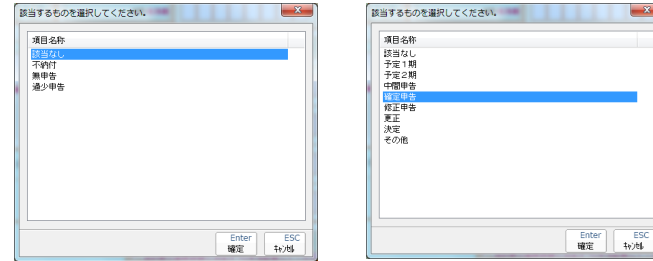 該当するものを選択してください。
項目名称
該当なし
不納付
無申告
過少申告
Enter
確定
ESC
ｷｬﾝｾﾙ
該当するものを選択してください。
項目名称
該当なし
予定1期
予定2期
中間申告
確定申告
修正申告
更正
決定
その他
Enter
確定
ESC
ｷｬﾝｾﾙ